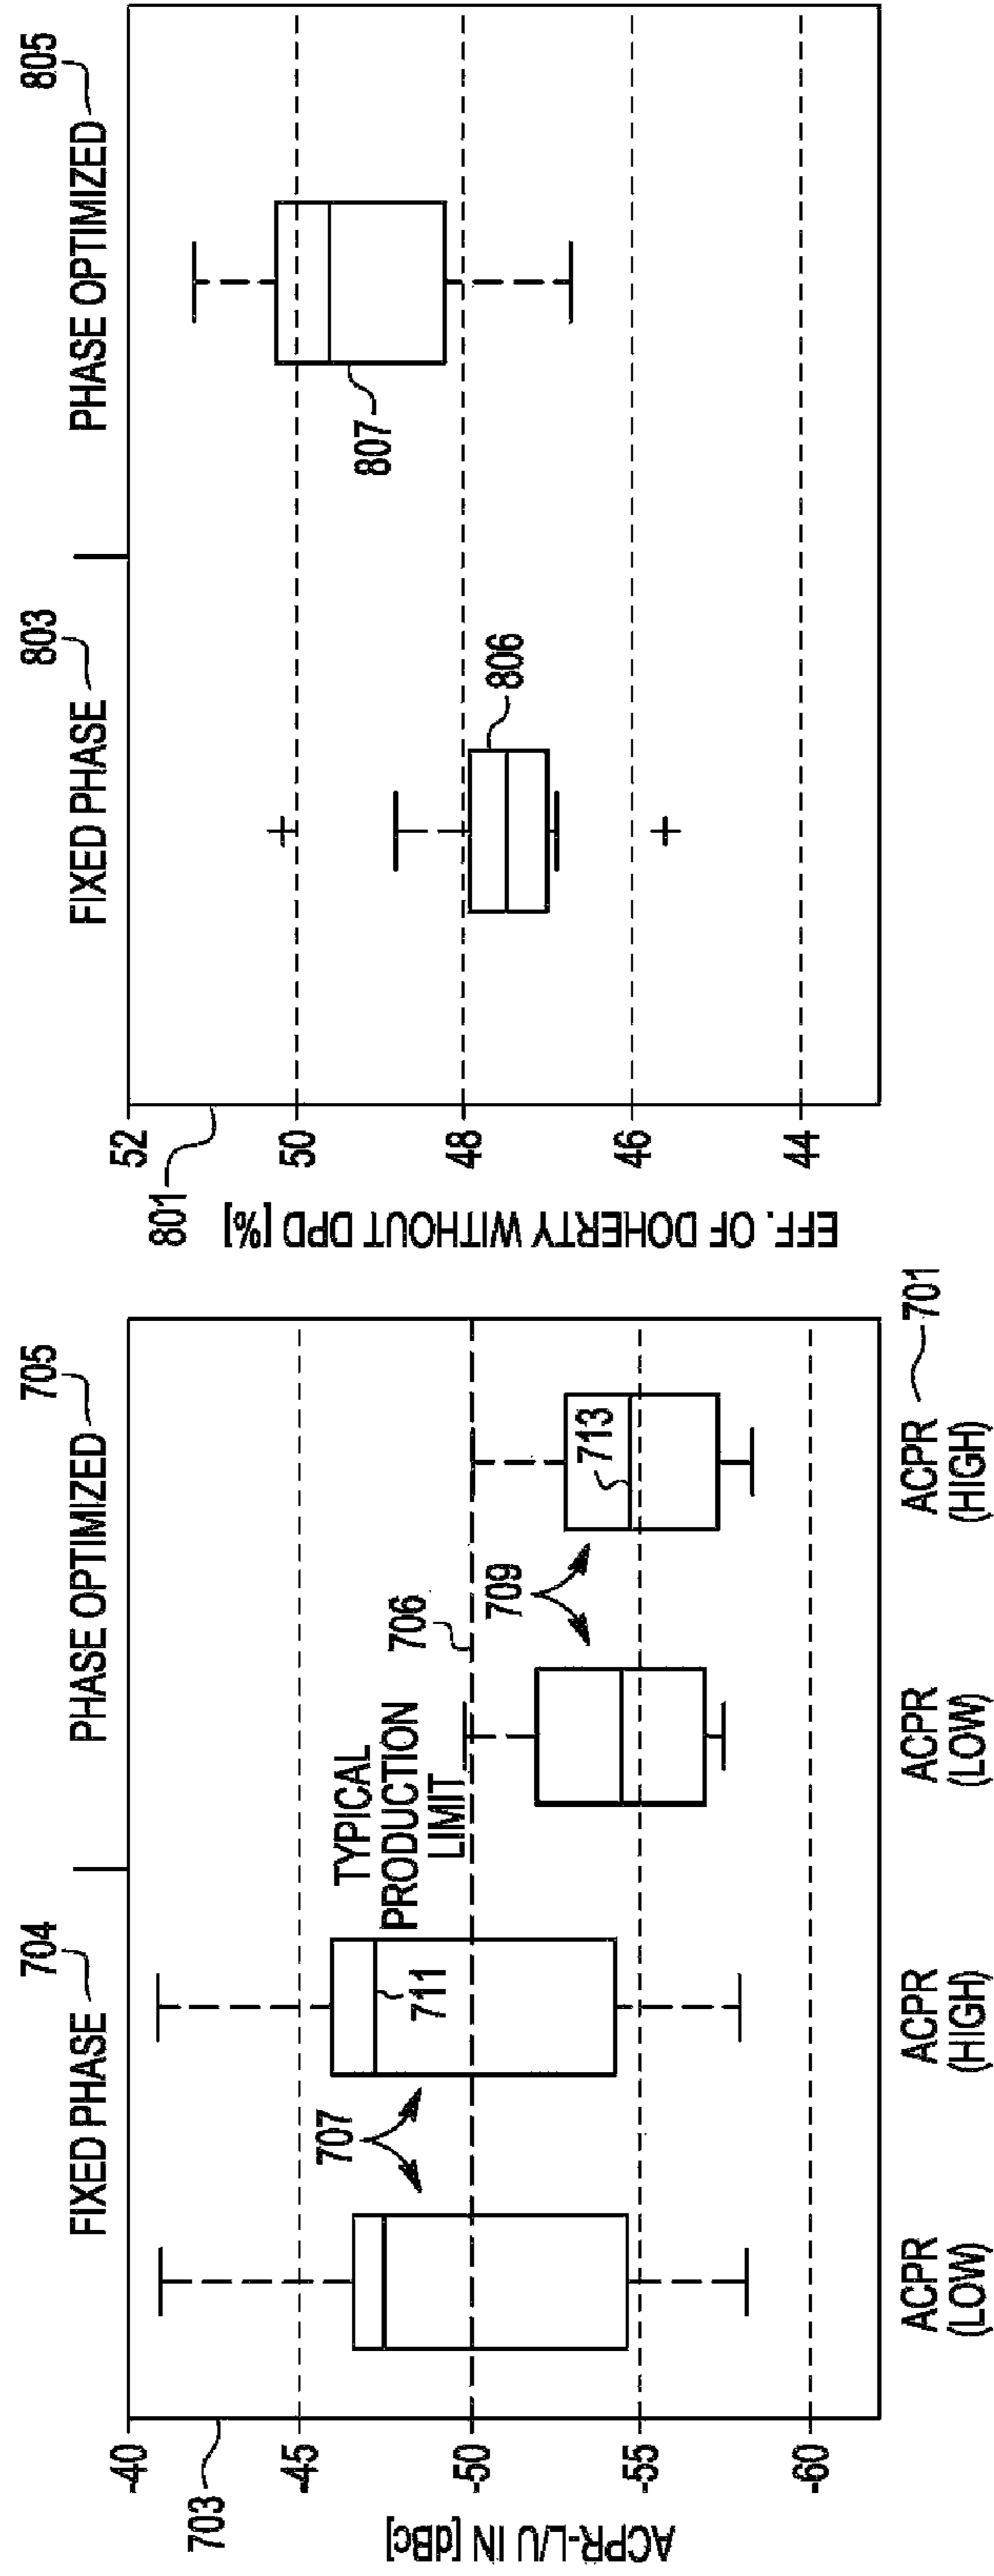 FIXED PHASE 704
PHASE OPTIMIZED 705
703
-40
-45
-50
-55
-60
ACPR-L/U IN [dBc]
707
711
TYPICAL
PRODUCTION
LIMIT
706
709
713
ACPR
(LOW)
ACPR
(HIGH)
ACPR
(LOW)
ACPR
(HIGH)
701
FIXED PHASE 803
PHASE OPTIMIZED 805
801
52
50
48
46
44
EFF. OF DOHERTY WITHOUT DPD [%]
806
807